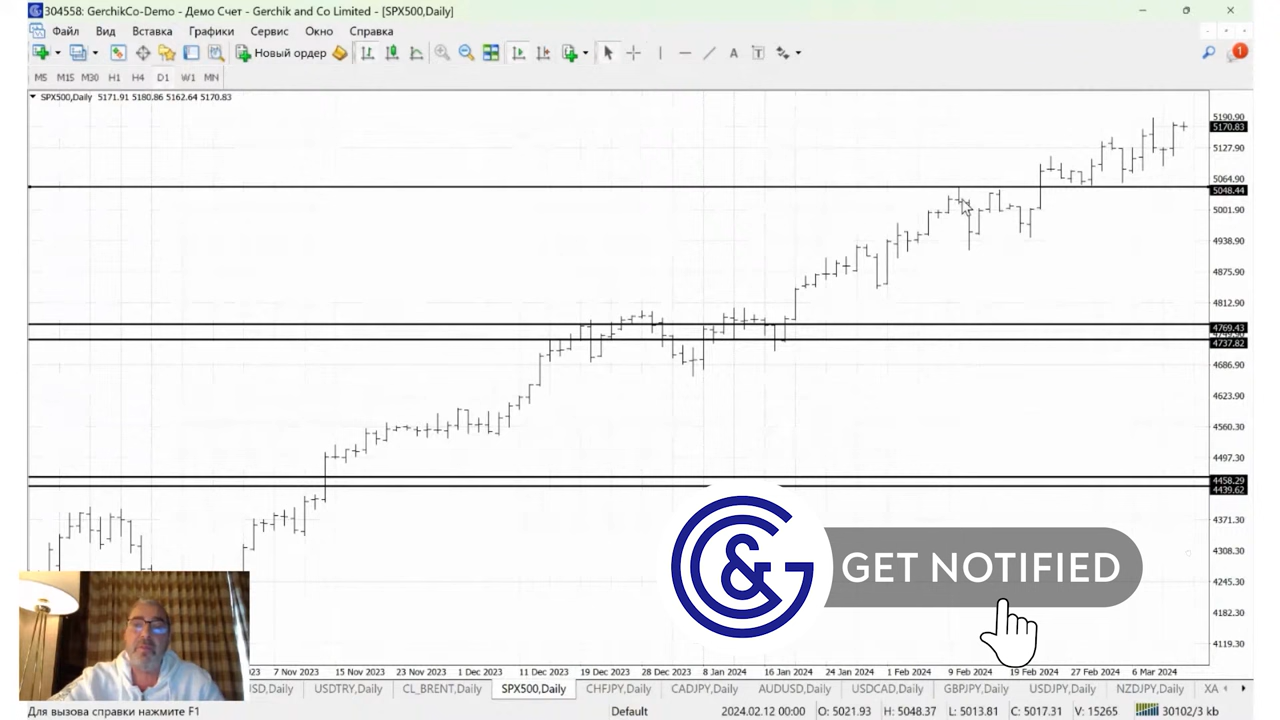 304558: GerchikCo-Demo - Демо Счет - Gerchik and Co Limited - [SPX500,Daily]
Файл Вид Вставка Графики Сервис Окно Справка
Новый ордер A T 1
M5 M15 M30 H1 H4 D1 W1 MN
SPX500,Daily 5171.91 5180.86 5162.64 5170.83
5190.90
5170.83
5127.90
5064.90
5048.44
5001.90
4938.90
4875.90
4812.90
4769.43
4737.82
4686.90
4623.90
4560.30
4497.30
4458.29
4439.62
4371.30
4308.30
4245.30
4182.30
4119.30
G&G GET NOTIFIED
2023 7 Nov 2023 15 Nov 2023 23 Nov 2023 1 Dec 2023 11 Dec 2023 19 Dec 2023 28 Dec 2023 8 Jan 2024 16 Jan 2024 24 Jan 2024 1 Feb 2024 9 Feb 2024 19 Feb 2024 27 Feb 2024 6 Mar 2024
SD,Daily USDTRY,Daily CL_BRENT,Daily SPX500,Daily CHFJPY,Daily CADJPY,Daily AUDUSD,Daily USDCAD,Daily GBPJPY,Daily USDJPY,Daily NZDJPY,Daily XA
Для вызова справки нажмите F1 Default 2024.02.12 00:00 O: 5021.93 H: 5048.37 L: 5013.81 C: 5017.31 V: 15265 30102/3 kb